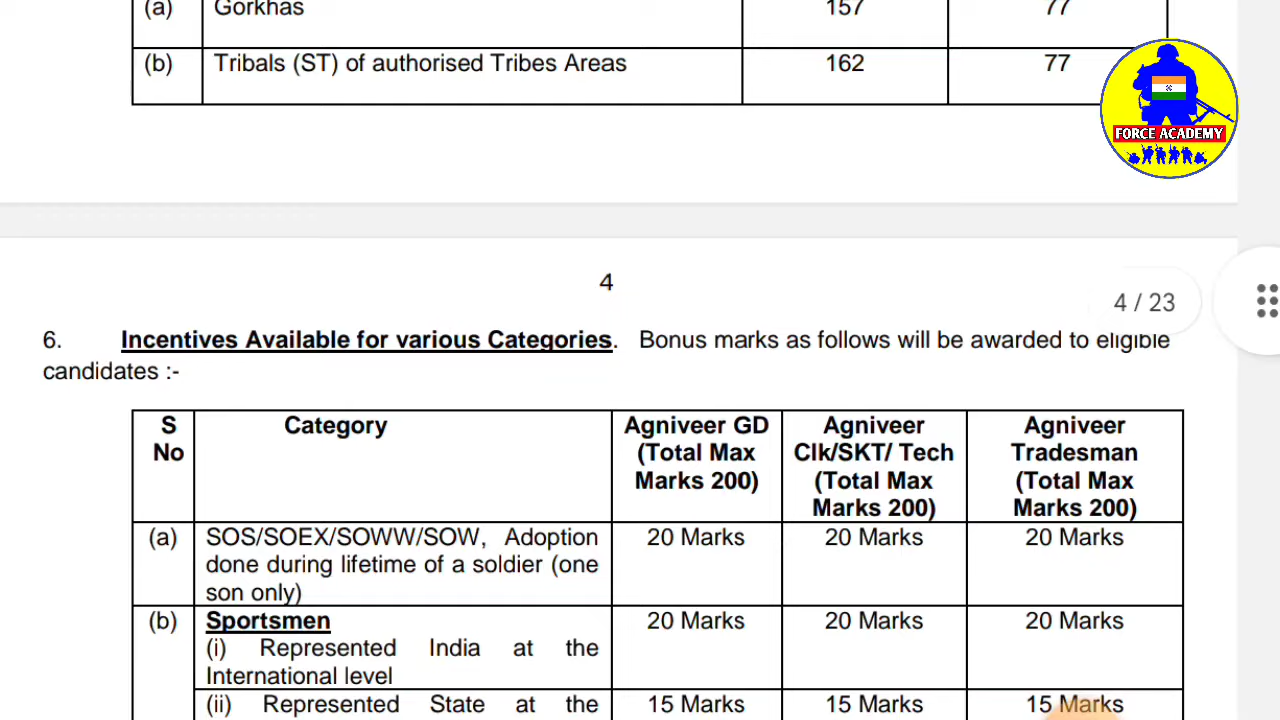 (a) Gorkhas 157 77
(b) Tribals (ST) of authorised Tribes Areas 162 77
FORCE ACADEMY
4
4 / 23
6. Incentives Available for various Categories. Bonus marks as follows will be awarded to eligible
candidates :-
S Category Agniveer GD Agniveer Agniveer
No (Total Max Clk/SKT/ Tech Tradesman
Marks 200) (Total Max (Total Max
Marks 200) Marks 200)
(a) SOS/SOEX/SOWW/SOW, Adoption 20 Marks 20 Marks 20 Marks
done during lifetime of a soldier (one
son only)
(b) Sportsmen 20 Marks 20 Marks 20 Marks
(i) Represented India at the
International level
(ii) Represented State at the 15 Marks 15 Marks 15 Marks